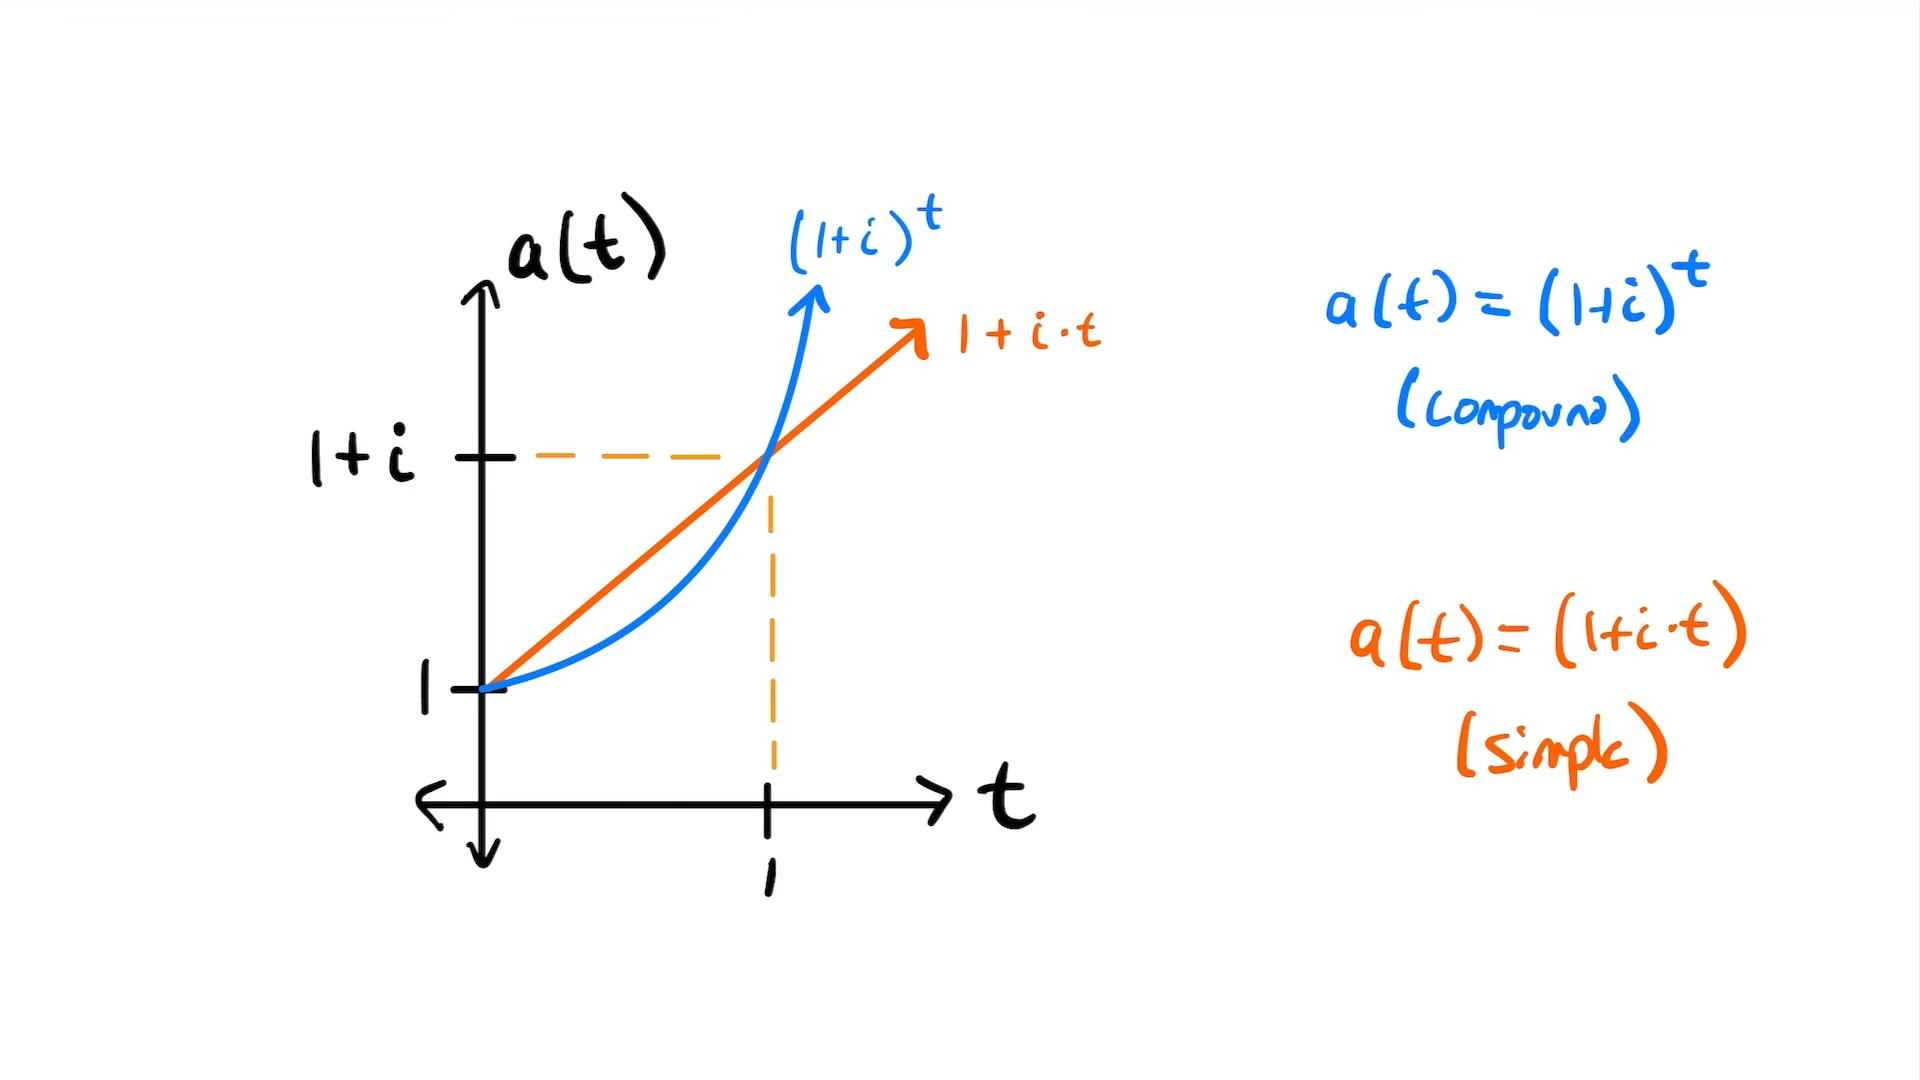 a(t)
(1+i)^t
1+i·t
1+i
1
t
1
a(t) = (1+i)^t
(compound)
a(t) = (1+i·t)
(simple)